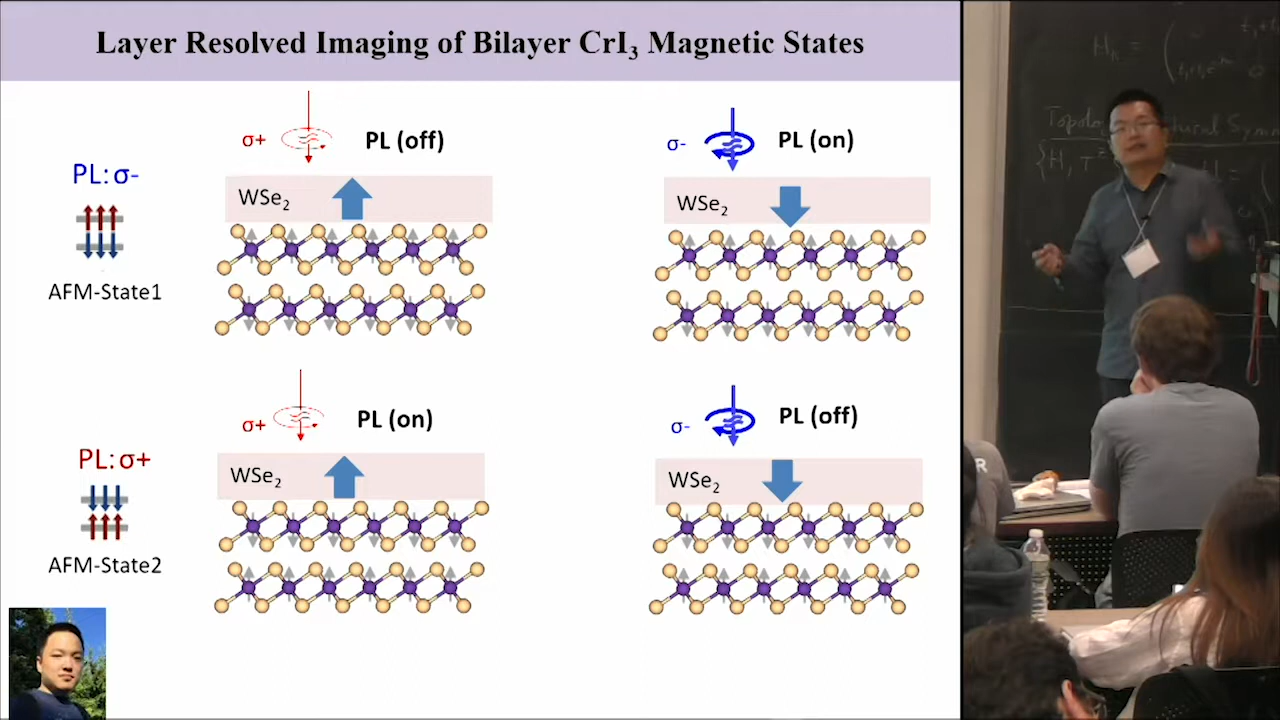 Layer Resolved Imaging of Bilayer CrI₃ Magnetic States
PL: σ-
AFM-State1
σ+
PL (off)
WSe₂
σ-
PL (on)
WSe₂
PL: σ+
AFM-State2
σ+
PL (on)
WSe₂
σ-
PL (off)
WSe₂